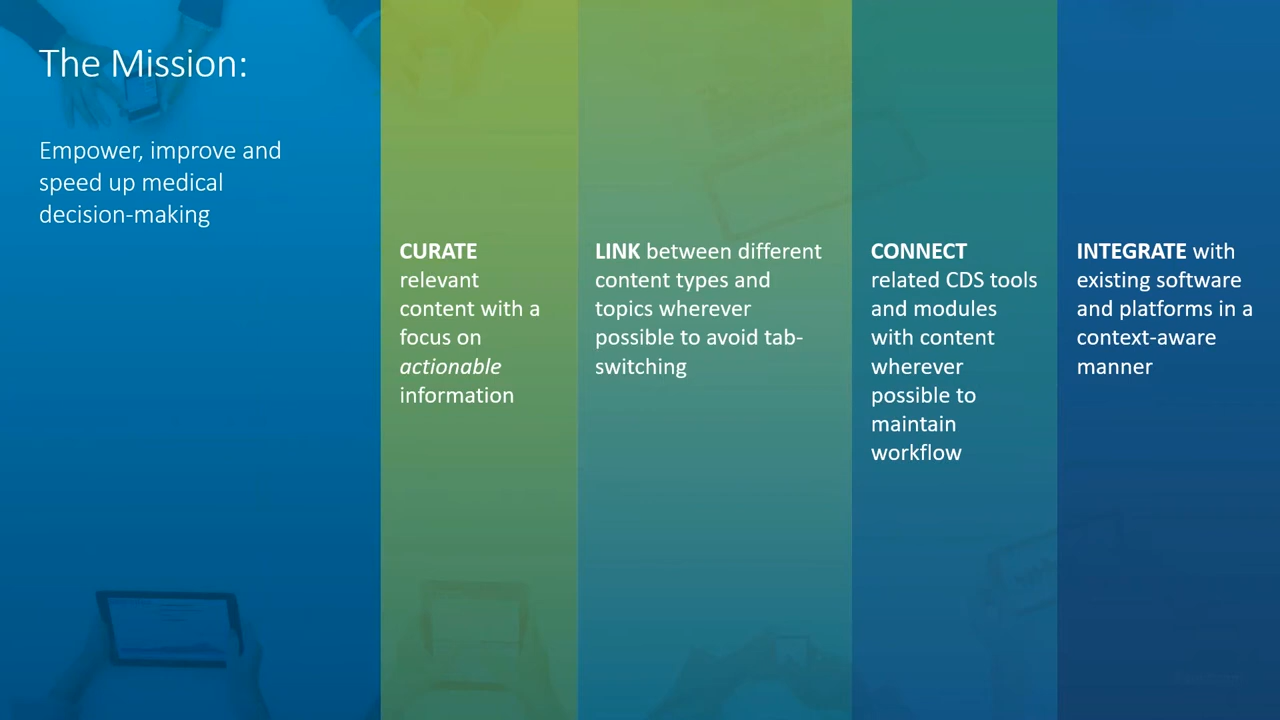 The Mission:
Empower, improve and
speed up medical
decision-making
CURATE
relevant
content with a
focus on
actionable
information
LINK between different
content types and
topics wherever
possible to avoid tab-
switching
CONNECT
related CDS tools
and modules
with content
wherever
possible to
maintain
workflow
INTEGRATE with
existing software
and platforms in a
context-aware
manner